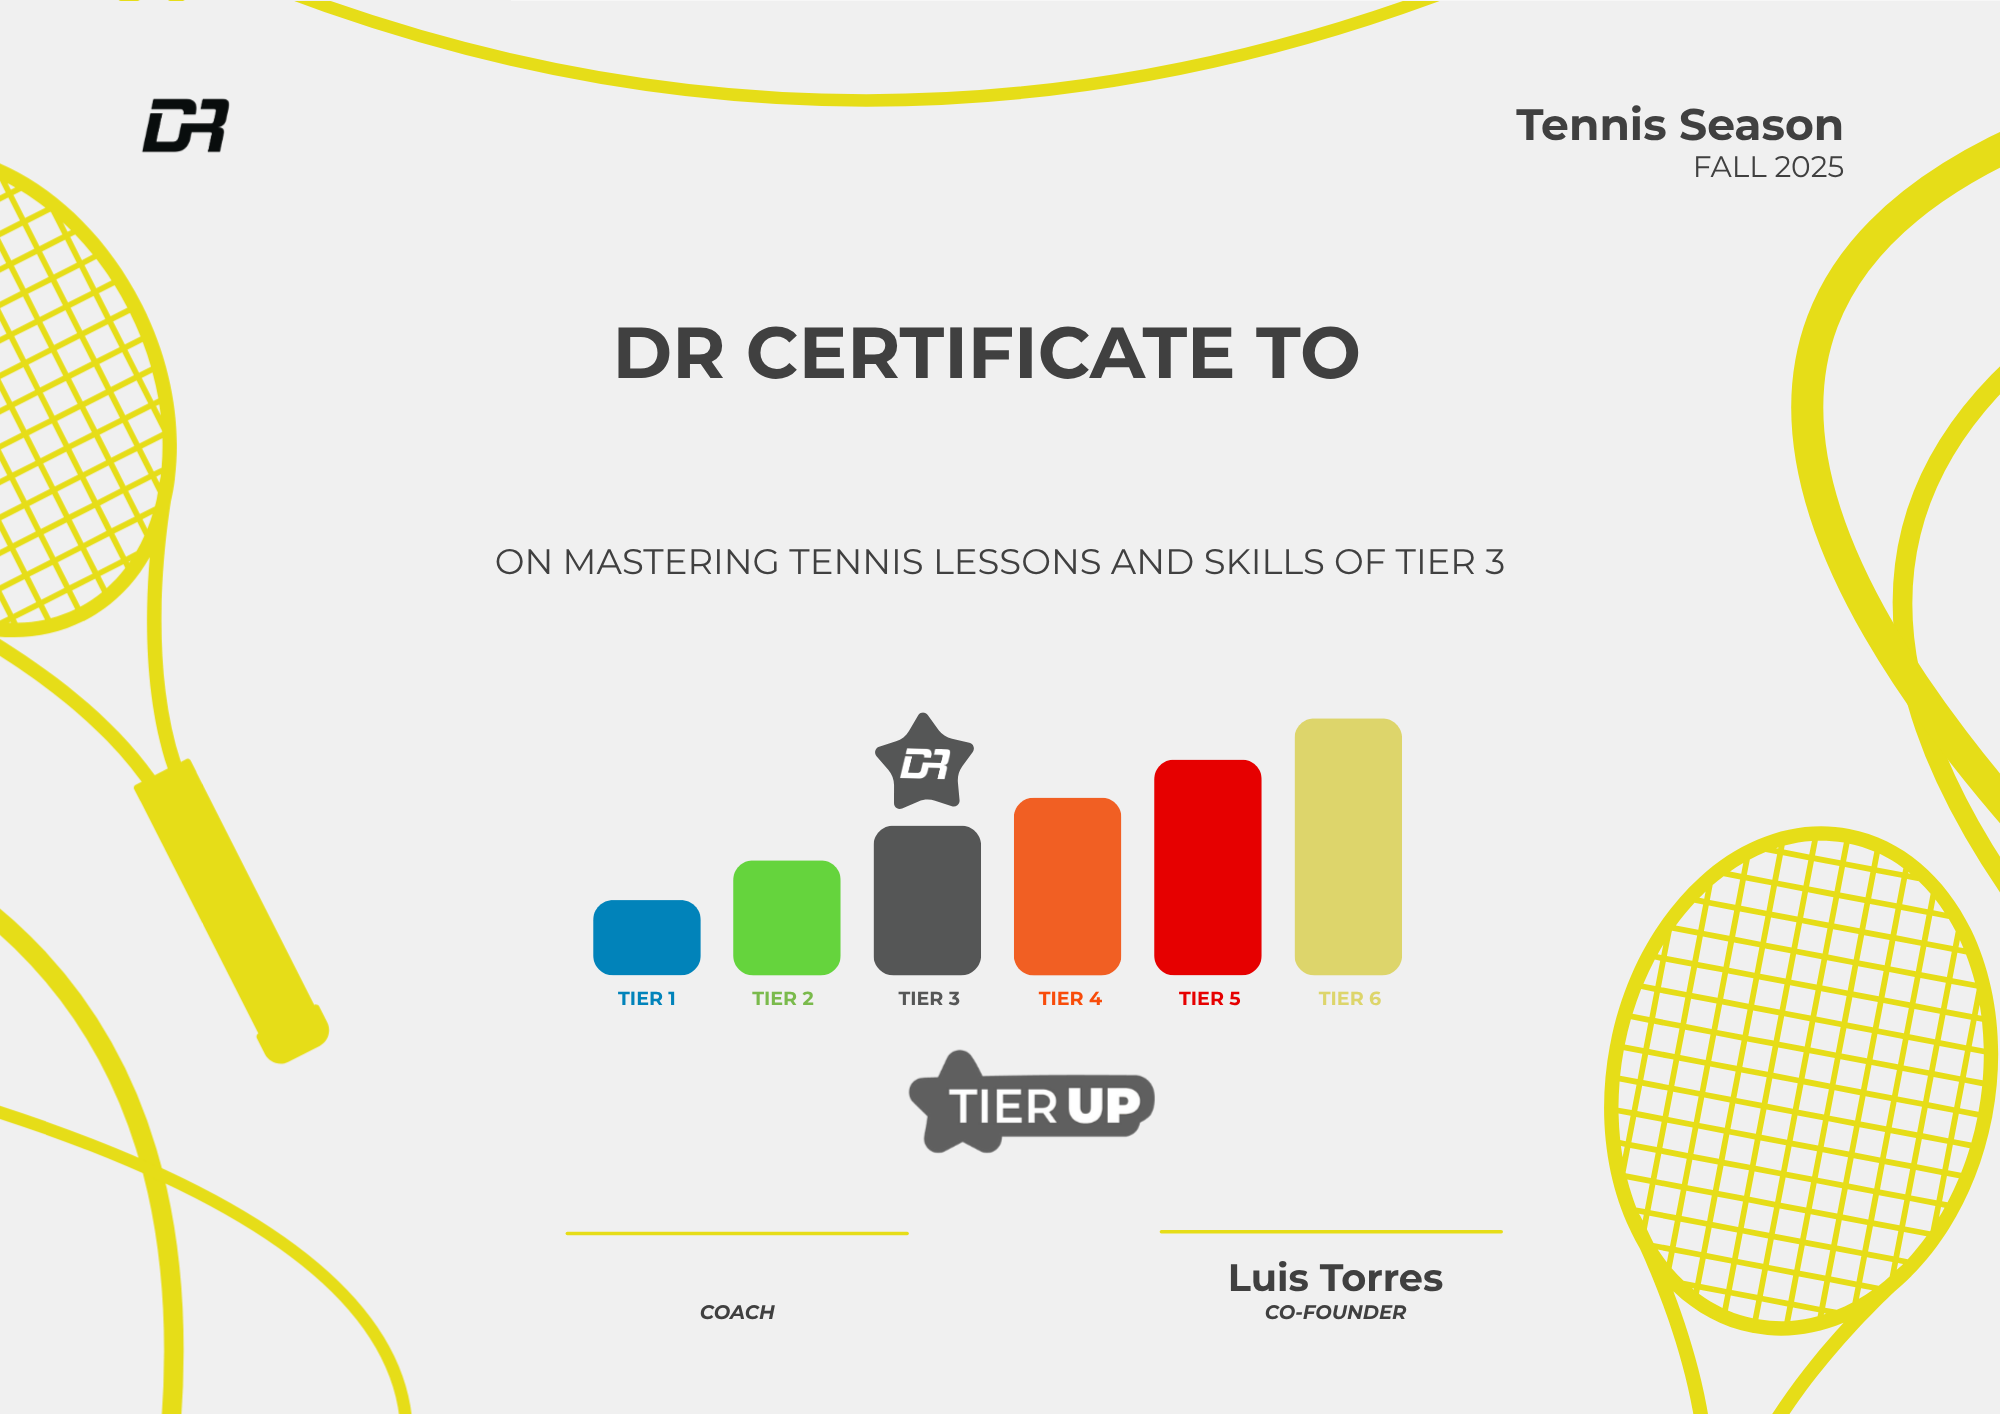 DR
Tennis Season
FALL 2025
DR CERTIFICATE TO
ON MASTERING TENNIS LESSONS AND SKILLS OF TIER 3
DR
TIER 1 TIER 2 TIER 3 TIER 4 TIER 5 TIER 6
TIER UP
Luis Torres
COACH CO-FOUNDER